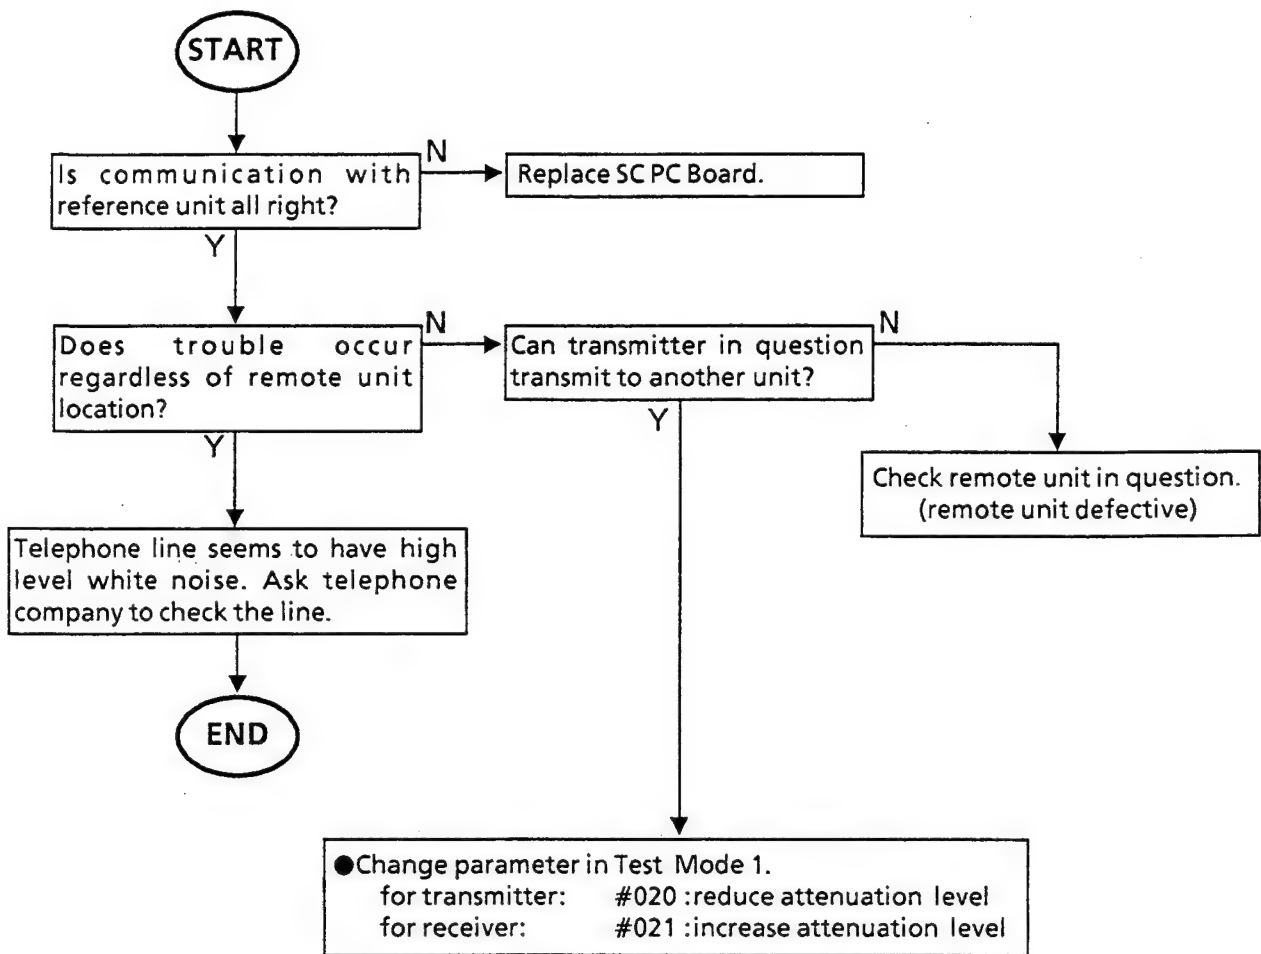 START
Is communication with
reference unit all right?
N
Replace SC PC Board.
Y
Does trouble occur
regardless of remote unit
location?
N
Can transmitter in question
transmit to another unit?
N
Y
Y
Check remote unit in question.
(remote unit defective)
Telephone line seems to have high
level white noise. Ask telephone
company to check the line.
END
●Change parameter in Test Mode 1.
for transmitter: #020 :reduce attenuation level
for receiver: #021 :increase attenuation level